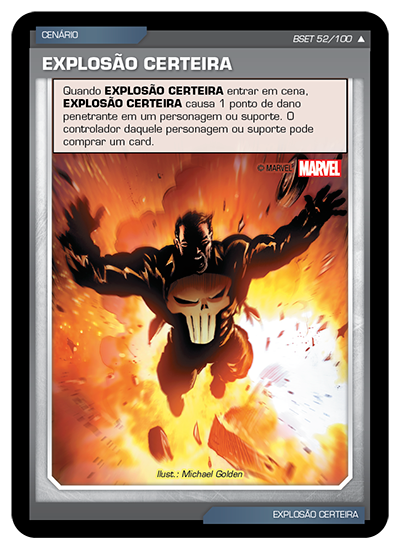 CENÁRIO
BSET 52/100 ▲
EXPLOSÃO CERTEIRA
Quando EXPLOSÃO CERTEIRA entrar em cena,
EXPLOSÃO CERTEIRA causa 1 ponto de dano
penetrante em um personagem ou suporte. O
controlador daquele personagem ou suporte pode
comprar um card.
© MARVEL MARVEL
Ilust.: Michael Golden
EXPLOSÃO CERTEIRA